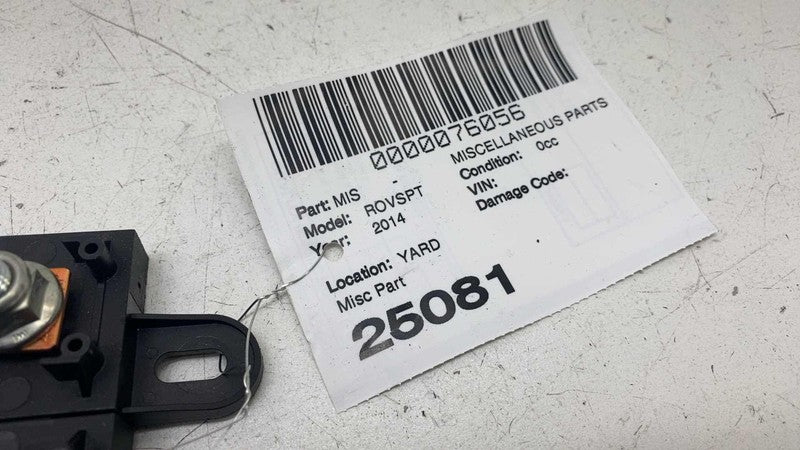 0000076056
Part: MIS - MISCELLANEOUS PARTS
Model: ROVSPT Condition: 0cc
Year: 2014 VIN:
Damage Code:
Location: YARD
Misc Part
25081